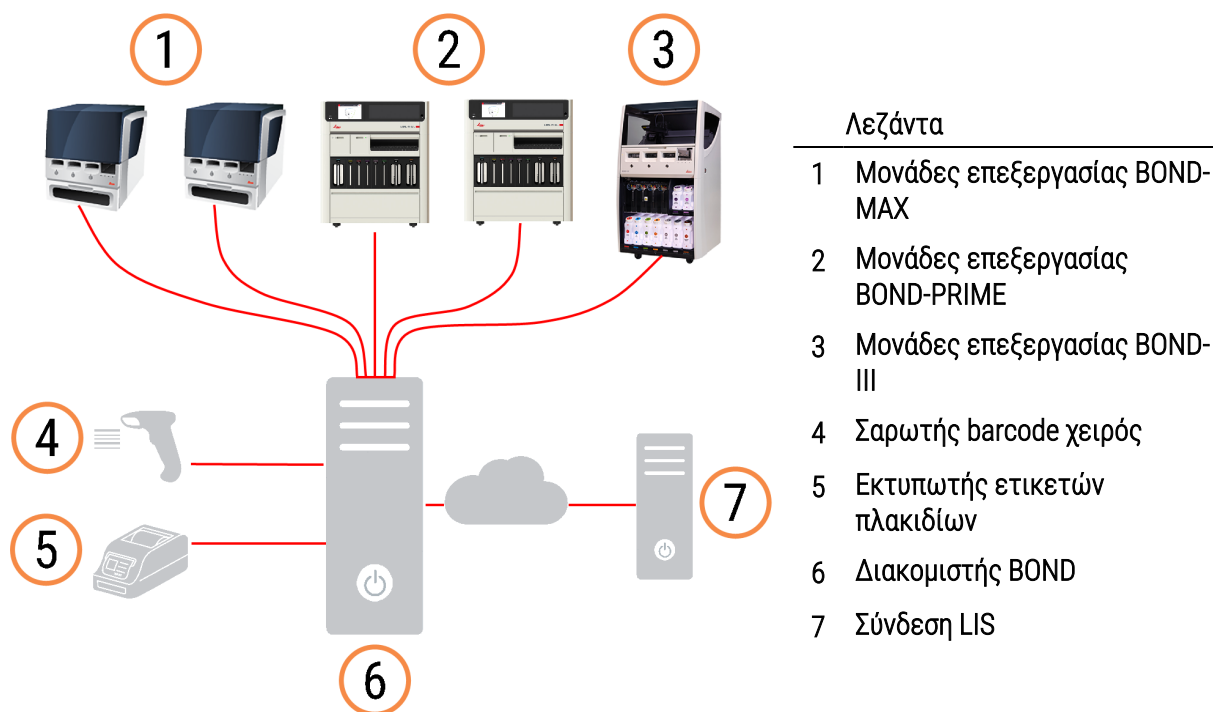 1
2
3
4
5
6
7
Λεζάντα
1 Μονάδες επεξεργασίας BOND-
MAX
2 Μονάδες επεξεργασίας
BOND-PRIME
3 Μονάδες επεξεργασίας BOND-
III
4 Σαρωτής barcode χειρός
5 Εκτυπωτής ετικετών
πλακιδίων
6 Διακομιστής BOND
7 Σύνδεση LIS